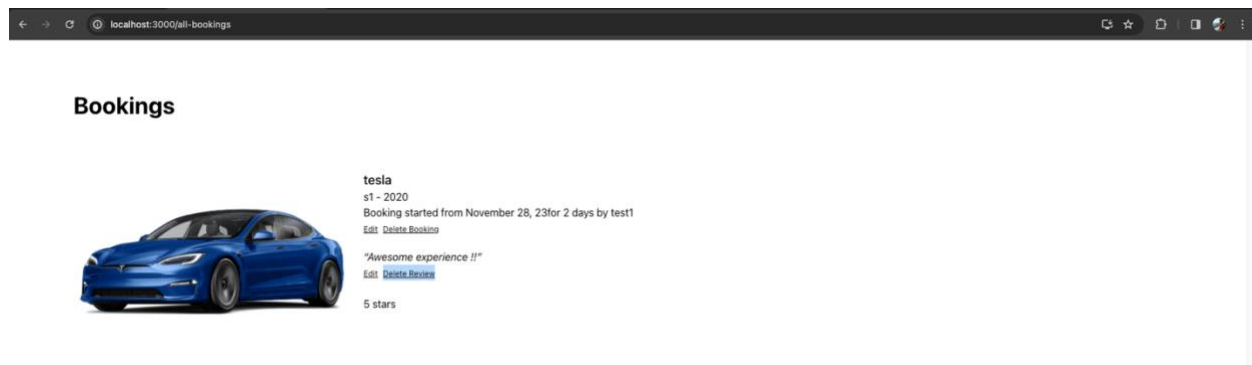 localhost:3000/all-bookings
Bookings
tesla
s1 - 2020
Booking started from November 28, 23for 2 days by test1
Edit Delete Booking
“Awesome experience !!”
Edit Delete Review
5 stars